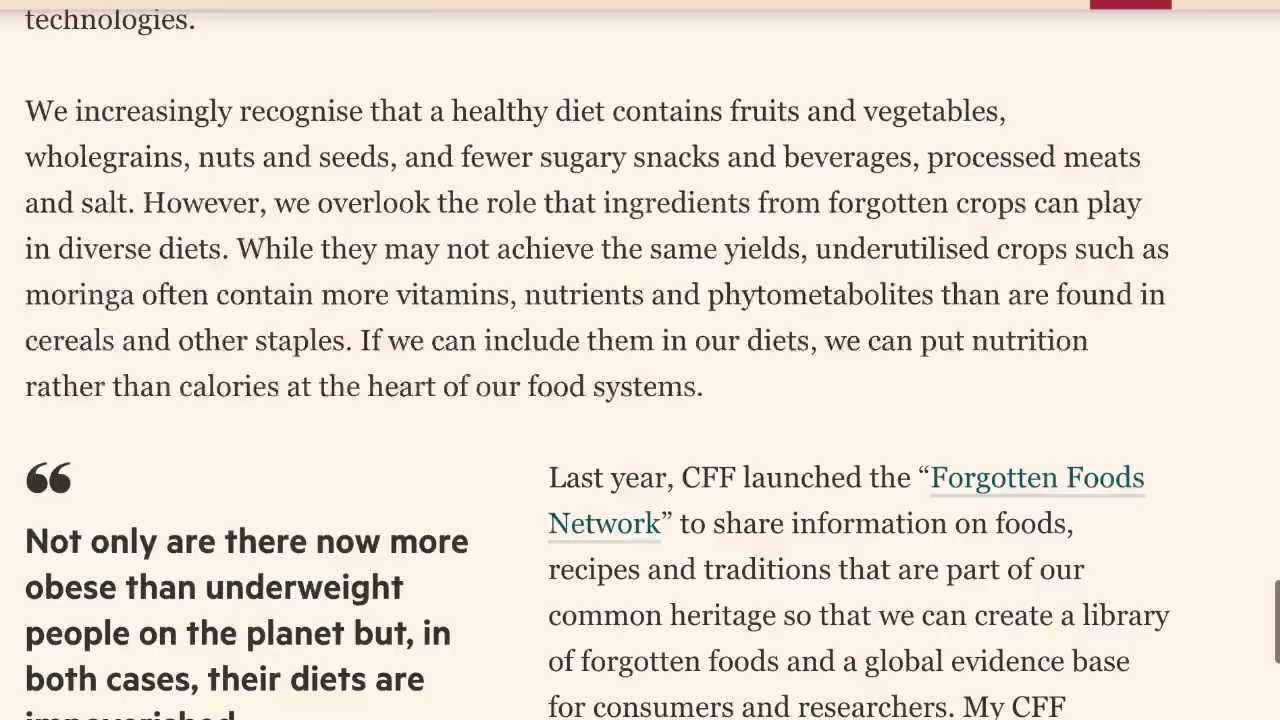 technologies.
We increasingly recognise that a healthy diet contains fruits and vegetables,
wholegrains, nuts and seeds, and fewer sugary snacks and beverages, processed meats
and salt. However, we overlook the role that ingredients from forgotten crops can play
in diverse diets. While they may not achieve the same yields, underutilised crops such as
moringa often contain more vitamins, nutrients and phytometabolites than are found in
cereals and other staples. If we can include them in our diets, we can put nutrition
rather than calories at the heart of our food systems.
“
Not only are there now more
obese than underweight
people on the planet but, in
both cases, their diets are
impoverished
Last year, CFF launched the “Forgotten Foods
Network” to share information on foods,
recipes and traditions that are part of our
common heritage so that we can create a library
of forgotten foods and a global evidence base
for consumers and researchers. My CFF